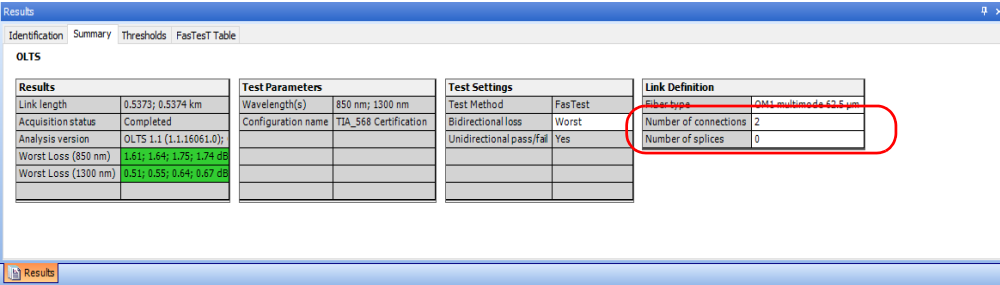 Results
Identification Summary Thresholds FasTesT Table
OLTS
Results
Link length 0.5373; 0.5374 km
Acquisition status Completed
Analysis version OLTS 1.1 (1.1.16061.0);
Worst Loss (850 nm) 1.61; 1.64; 1.75; 1.74 dB
Worst Loss (1300 nm) 0.51; 0.55; 0.64; 0.67 dB
Test Parameters
Wavelength(s) 850 nm; 1300 nm
Configuration name TIA_568 Certification
Test Settings
Test Method FasTest
Bidirectional loss Worst
Unidirectional pass/fail Yes
Link Definition
Fiber type OM1 multimode 62.5 µm
Number of connections 2
Number of splices 0
Results